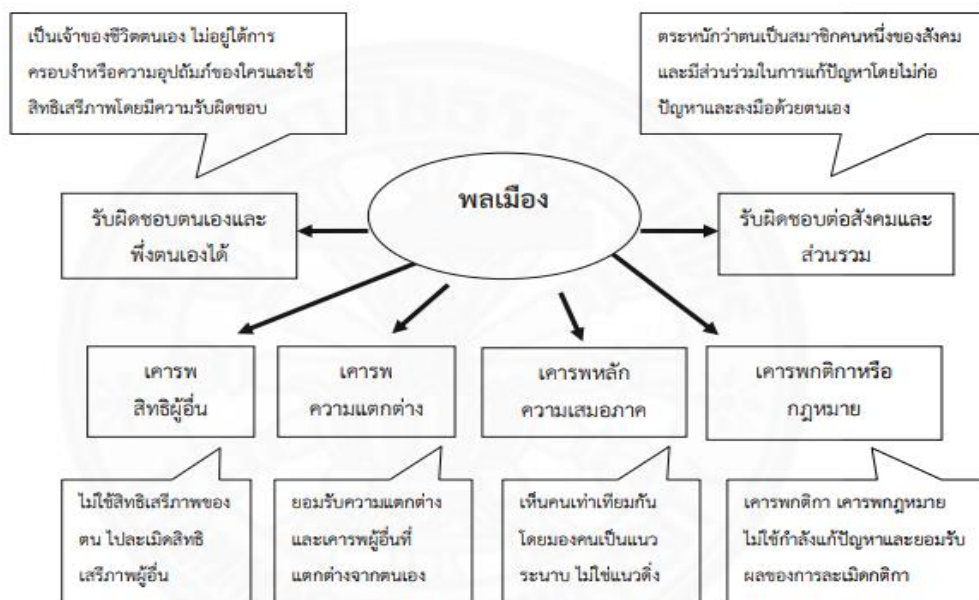 เป็นเจ้าของชีวิตตนเอง ไม่อยู่ใต้การ
ครอบงำหรือความอุปถัมภ์ของใครและใช้
สิทธิเสรีภาพโดยมีความรับผิดชอบ
ตระหนักว่าตนเป็นสมาชิกคนหนึ่งของสังคม
และมีส่วนร่วมในการแก้ปัญหาโดยไม่ก่อ
ปัญหาและลงมือด้วยตนเอง
พลเมือง
รับผิดชอบตนเองและ
พึ่งตนเองได้
รับผิดชอบต่อสังคมและ
ส่วนรวม
เคารพ
สิทธิผู้อื่น
เคารพ
ความแตกต่าง
เคารพหลัก
ความเสมอภาค
เคารพกติกาหรือ
กฎหมาย
ไม่ใช้สิทธิเสรีภาพของ
ตน ไปละเมิดสิทธิ
เสรีภาพผู้อื่น
ยอมรับความแตกต่าง
และเคารพผู้อื่นที่
แตกต่างจากตนเอง
เห็นคนเท่าเทียมกัน
โดยมองคนเป็นแนว
ระนาบ ไม่ใช่แนวดิ่ง
เคารพกติกา เคารพกฎหมาย
ไม่ใช้กำลังแก้ปัญหาและยอมรับ
ผลของการละเมิดกติกา